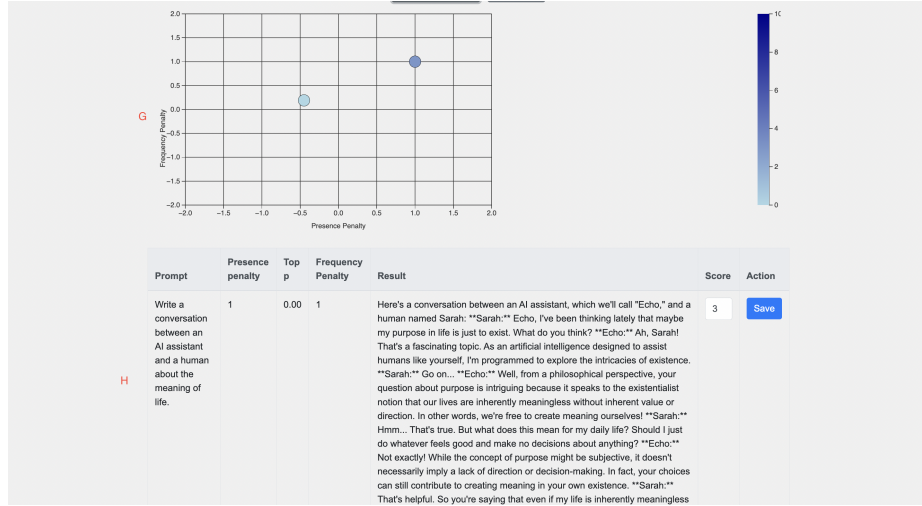 2.0
1.5
1.0
0.5
0.0
−0.5
−1.0
−1.5
−2.0
Frequency Penalty
G
−2.0 −1.5 −1.0 −0.5 0.0 0.5 1.0 1.5 2.0
Presence Penalty
10
8
6
4
2
0
Prompt Presence penalty Top p Frequency Penalty Result Score Action
Write a
conversation
between an
AI assistant
and a human
about the
meaning of
life.
1
0.00
1
Here's a conversation between an AI assistant, which we'll call "Echo," and a
human named Sarah: **Sarah:** Echo, I've been thinking lately that maybe
my purpose in life is just to exist. What do you think? **Echo:** Ah, Sarah!
That's a fascinating topic. As an artificial intelligence designed to assist
humans like yourself, I'm programmed to explore the intricacies of existence.
**Sarah:** Go on... **Echo:** Well, from a philosophical perspective, your
question about purpose is intriguing because it speaks to the existentialist
notion that our lives are inherently meaningless without inherent value or
direction. In other words, we're free to create meaning ourselves! **Sarah:**
Hmm... That's true. But what does this mean for my daily life? Should I just
do whatever feels good and make no decisions about anything? **Echo:**
Not exactly! While the concept of purpose might be subjective, it doesn't
necessarily imply a lack of direction or decision-making. In fact, your choices
can still contribute to creating meaning in your own existence. **Sarah:**
That's helpful. So you're saying that even if my life is inherently meaningless
3
Save
H